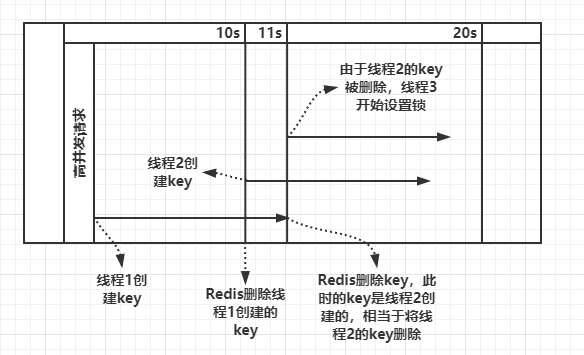 10s
11s
20s
由于线程2的key
被删除，线程3
开始设置锁
高并发请求
线程2创
建key
线程1创
建key
Redis删除线
程1创建的
key
Redis删除key，此
时的key是线程2创
建的，相当于将线
程2的key删除